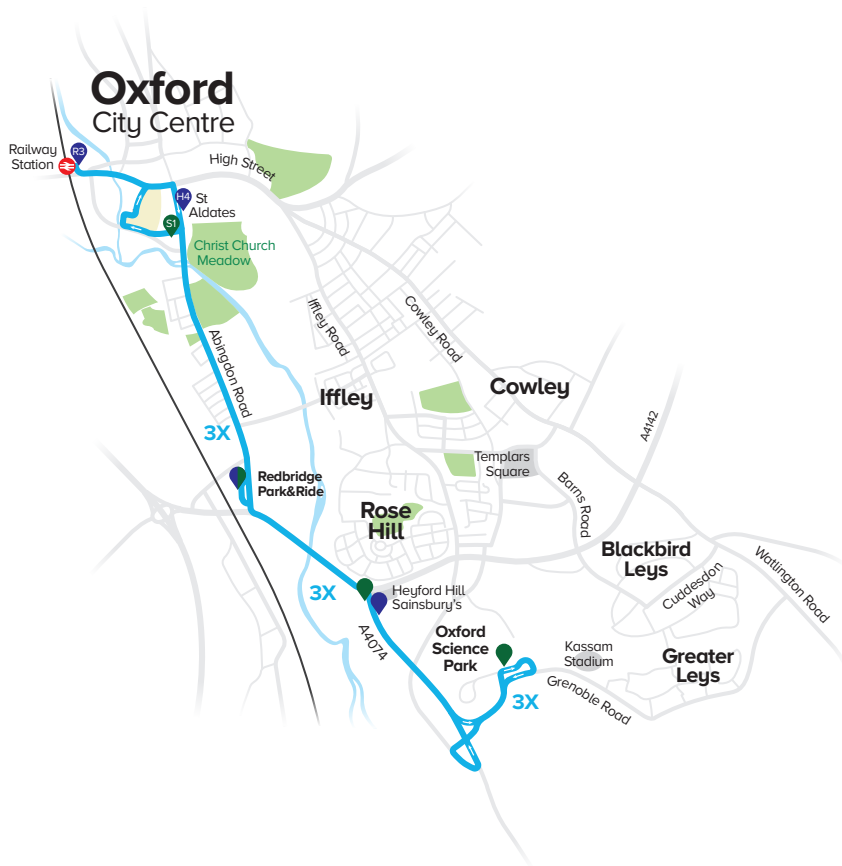 Oxford
City Centre
Railway
Station
R3
High Street
H4
St
Aldates
S1
Christ Church
Meadow
Abingdon Road
Iffley Road
Cowley Road
Iffley
Cowley
A4142
3X
Templars
Square
Redbridge
Park&Ride
Barns Road
Rose
Hill
Blackbird
Leys
Watlington Road
Cuddesdon
Way
3X
Heyford Hill
Sainsbury's
A4074
Oxford
Science
Park
Kassam
Stadium
Greater
Leys
3X
Grenoble Road